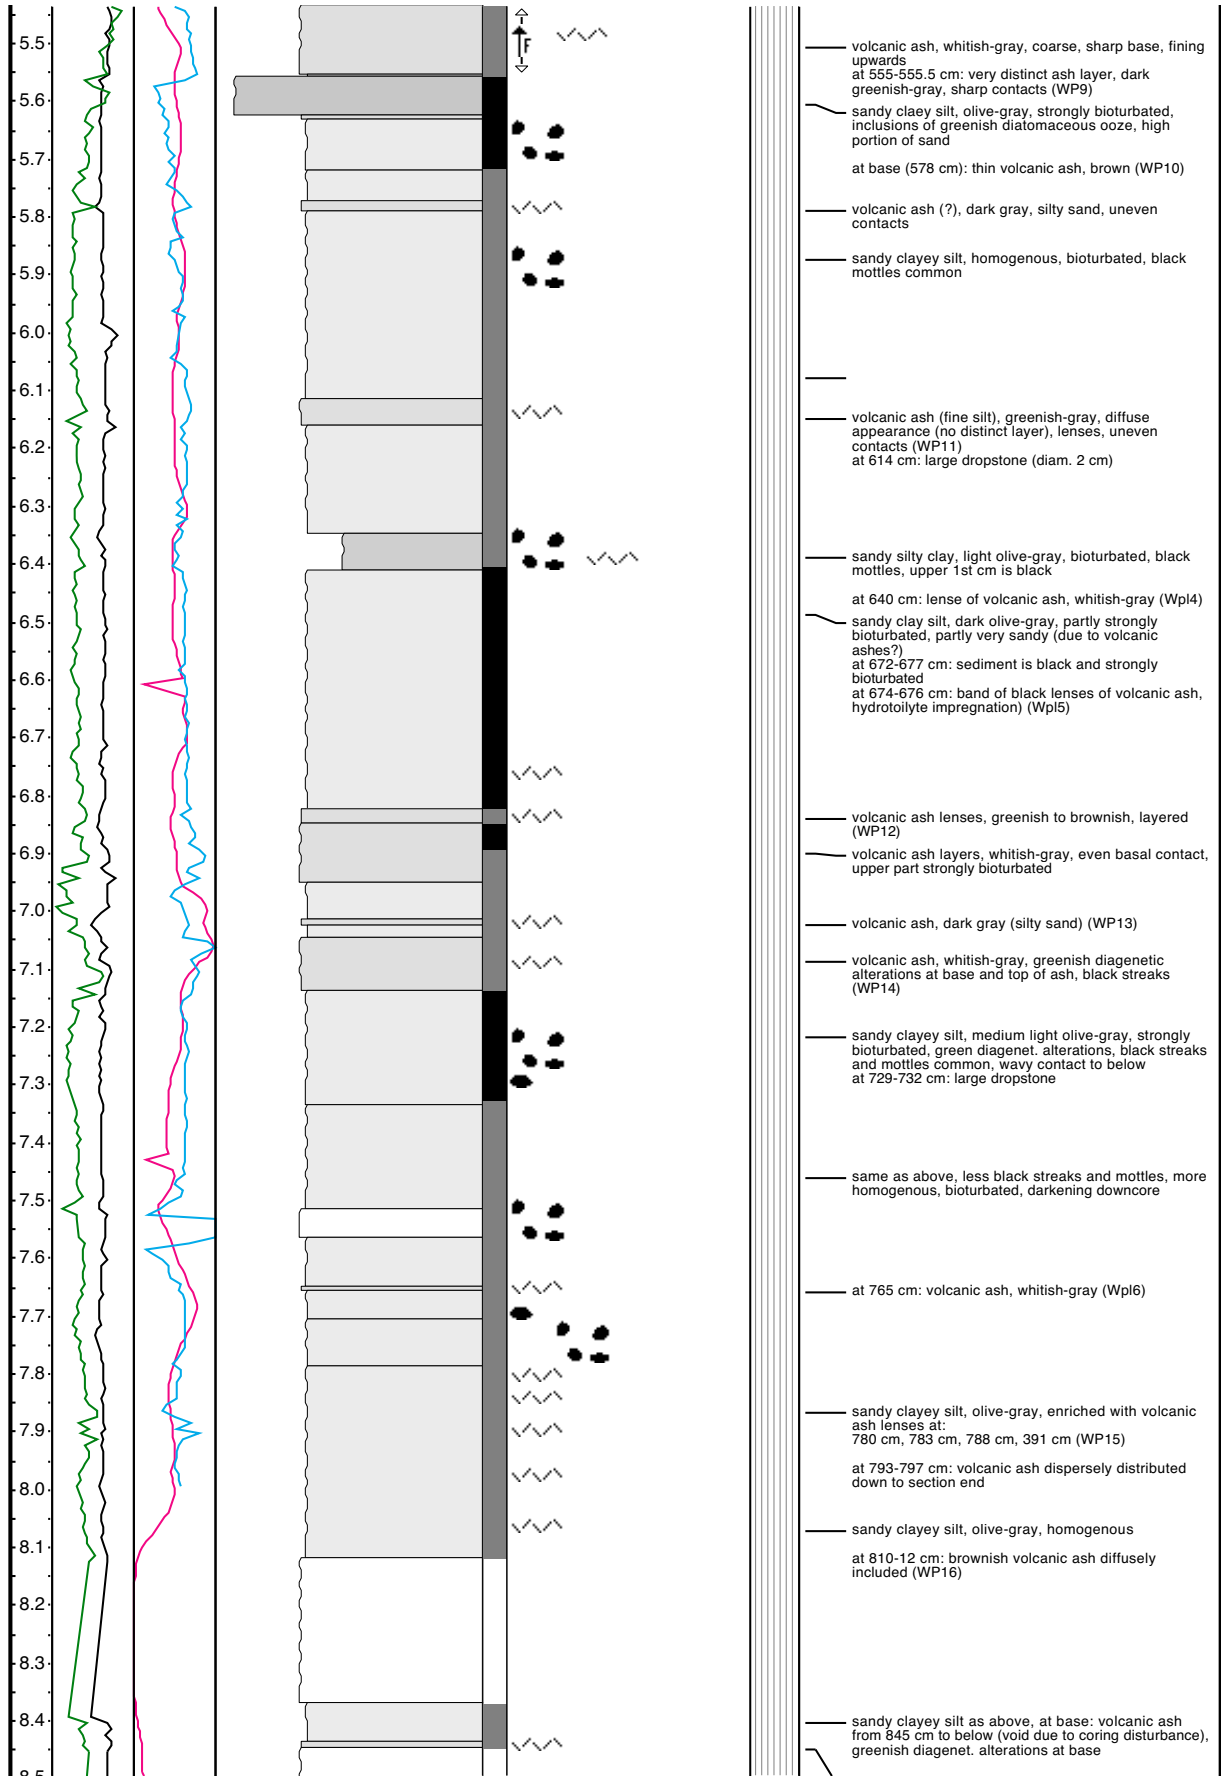 5.5
5.6
5.7
5.8
5.9
6.0
6.1
6.2
6.3
6.4
6.5
6.6
6.7
6.8
6.9
7.0
7.1
7.2
7.3
7.4
7.5
7.6
7.7
7.8
7.9
8.0
8.1
8.2
8.3
8.4
8.5
F
volcanic ash, whitish-gray, coarse, sharp base, fining
upwards
at 555-555.5 cm: very distinct ash layer, dark
greenish-gray, sharp contacts (WP9)
sandy claey silt, olive-gray, strongly bioturbated,
inclusions of greenish diatomaceous ooze, high
portion of sand
at base (578 cm): thin volcanic ash, brown (WP10)
volcanic ash (?), dark gray, silty sand, uneven
contacts
sandy clayey silt, homogenous, bioturbated, black
mottles common
volcanic ash (fine silt), greenish-gray, diffuse
appearance (no distinct layer), lenses, uneven
contacts (WP11)
at 614 cm: large dropstone (diam. 2 cm)
sandy silty clay, light olive-gray, bioturbated, black
mottles, upper 1st cm is black
at 640 cm: lense of volcanic ash, whitish-gray (Wpl4)
sandy clay silt, dark olive-gray, partly strongly
bioturbated, partly very sandy (due to volcanic
ashes?)
at 672-677 cm: sediment is black and strongly
bioturbated
at 674-676 cm: band of black lenses of volcanic ash,
hydrotoilyte impregnation) (Wpl5)
volcanic ash lenses, greenish to brownish, layered
(WP12)
volcanic ash layers, whitish-gray, even basal contact,
upper part strongly bioturbated
volcanic ash, dark gray (silty sand) (WP13)
volcanic ash, whitish-gray, greenish diagenetic
alterations at base and top of ash, black streaks
(WP14)
sandy clayey silt, medium light olive-gray, strongly
bioturbated, green diagenet. alterations, black streaks
and mottles common, wavy contact to below
at 729-732 cm: large dropstone
same as above, less black streaks and mottles, more
homogenous, bioturbated, darkening downcore
at 765 cm: volcanic ash, whitish-gray (Wpl6)
sandy clayey silt, olive-gray, enriched with volcanic
ash lenses at:
780 cm, 783 cm, 788 cm, 391 cm (WP15)
at 793-797 cm: volcanic ash dispersely distributed
down to section end
sandy clayey silt, olive-gray, homogenous
at 810-12 cm: brownish volcanic ash diffusely
included (WP16)
sandy clayey silt as above, at base: volcanic ash
from 845 cm to below (void due to coring disturbance),
greenish diagenet. alterations at base